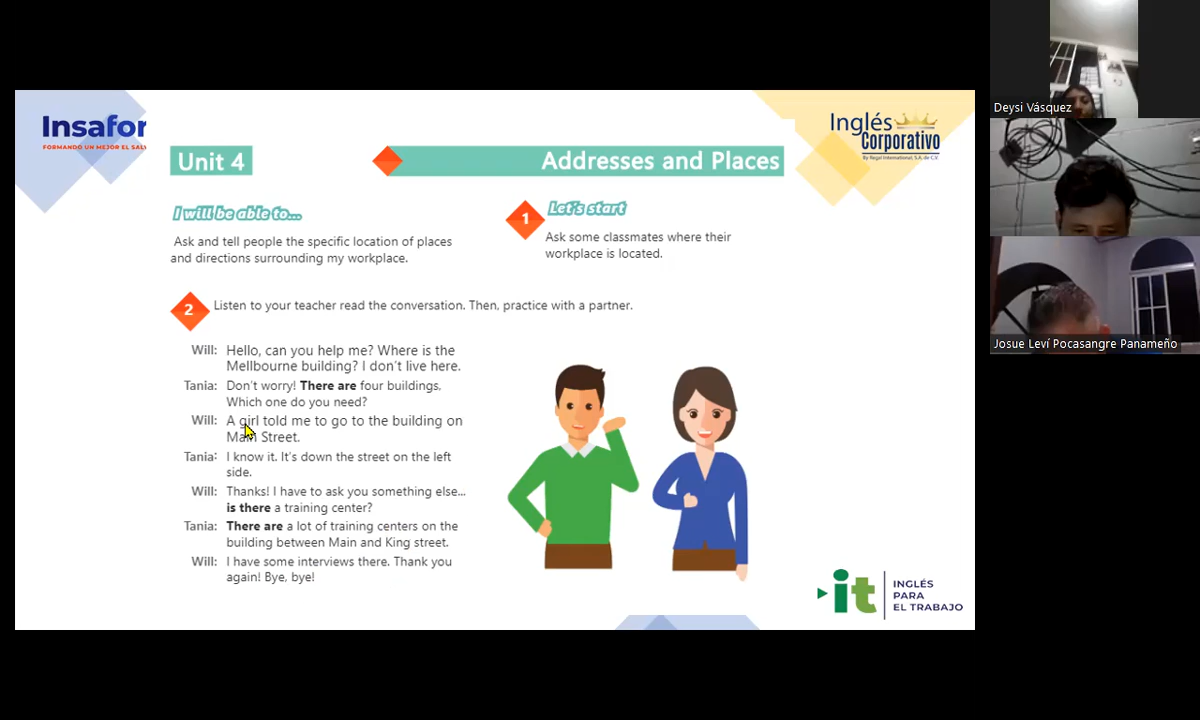 Insafor
FORMANDO UN MEJOR EL SALV
Inglés
Corporativo
By Regal International, S.A. de C.V.
Unit 4
Addresses and Places
I will be able to...
Ask and tell people the specific location of places
and directions surrounding my workplace.
1
Let's start
Ask some classmates where their
workplace is located.
2
Listen to your teacher read the conversation. Then, practice with a partner.
Will: Hello, can you help me? Where is the
Mellbourne building? I don't live here.
Tania: Don't worry! There are four buildings.
Which one do you need?
Will: A girl told me to go to the building on
Main Street.
Tania: I know it. It's down the street on the left
side.
Will: Thanks! I have to ask you something else...
is there a training center?
Tania: There are a lot of training centers on the
building between Main and King street.
Will: I have some interviews there. Thank you
again! Bye, bye!
it
INGLÉS
PARA
EL TRABAJO
Deysi Vásquez
Josue Leví Pocasangre Panameño